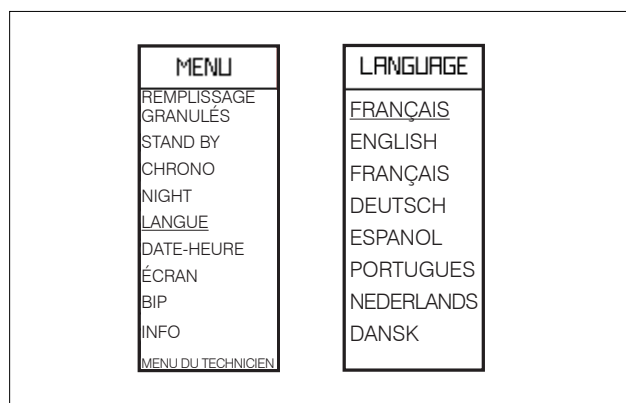 MENU
REMPLISSAGE
GRANULÉS
STAND BY
CHRONO
NIGHT
LANGUE
DATE-HEURE
ÉCRAN
BIP
INFO
MENU DU TECHNICIEN
LANGUAGE
FRANÇAIS
ENGLISH
FRANÇAIS
DEUTSCH
ESPANOL
PORTUGUES
NEDERLANDS
DANSK